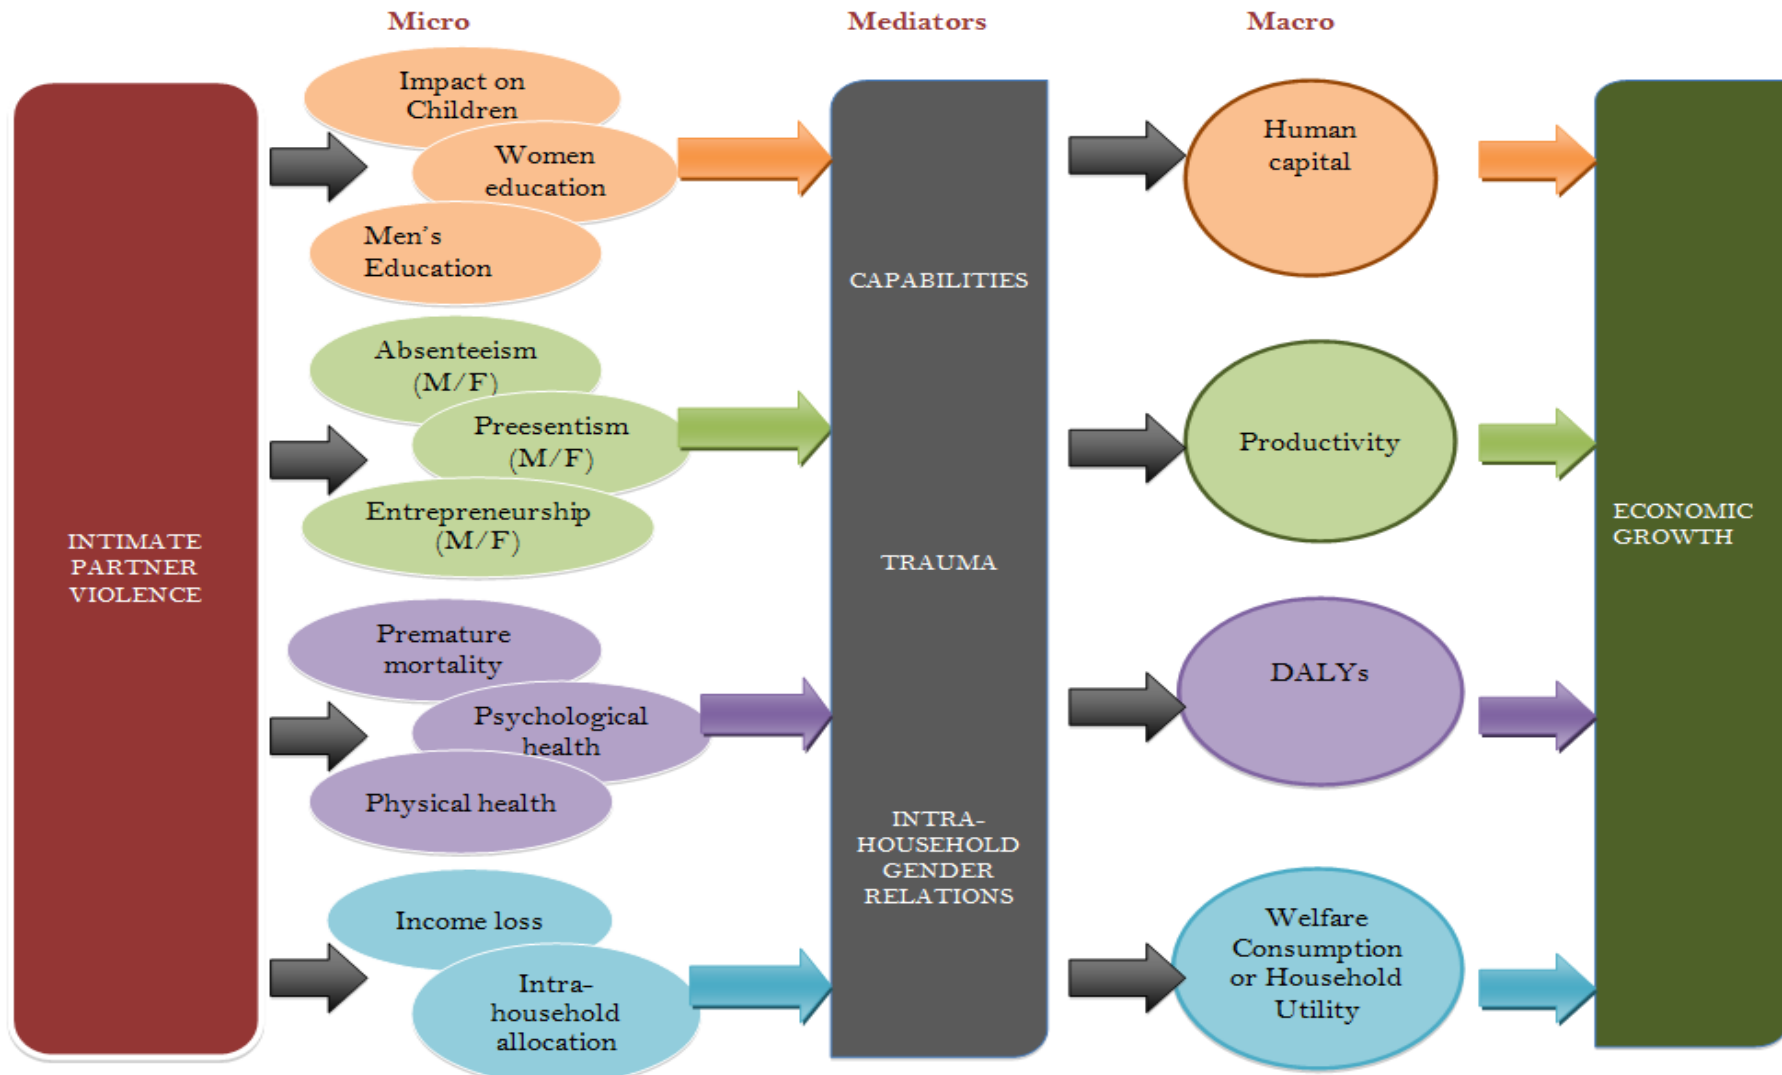 Micro
Mediators
Macro
INTIMATE
PARTNER
VIOLENCE
Impact on
Children
Women
education
Men's
Education
Absenteeism
(M/F)
Preesentism
(M/F)
Entrepreneurship
(M/F)
Premature
mortality
Psychological
health
Physical health
Income loss
Intra-
household
allocation
CAPABILITIES
TRAUMA
INTRA-
HOUSEHOLD
GENDER
RELATIONS
Human
capital
Productivity
DALYs
Welfare
Consumption
or Household
Utility
ECONOMIC
GROWTH